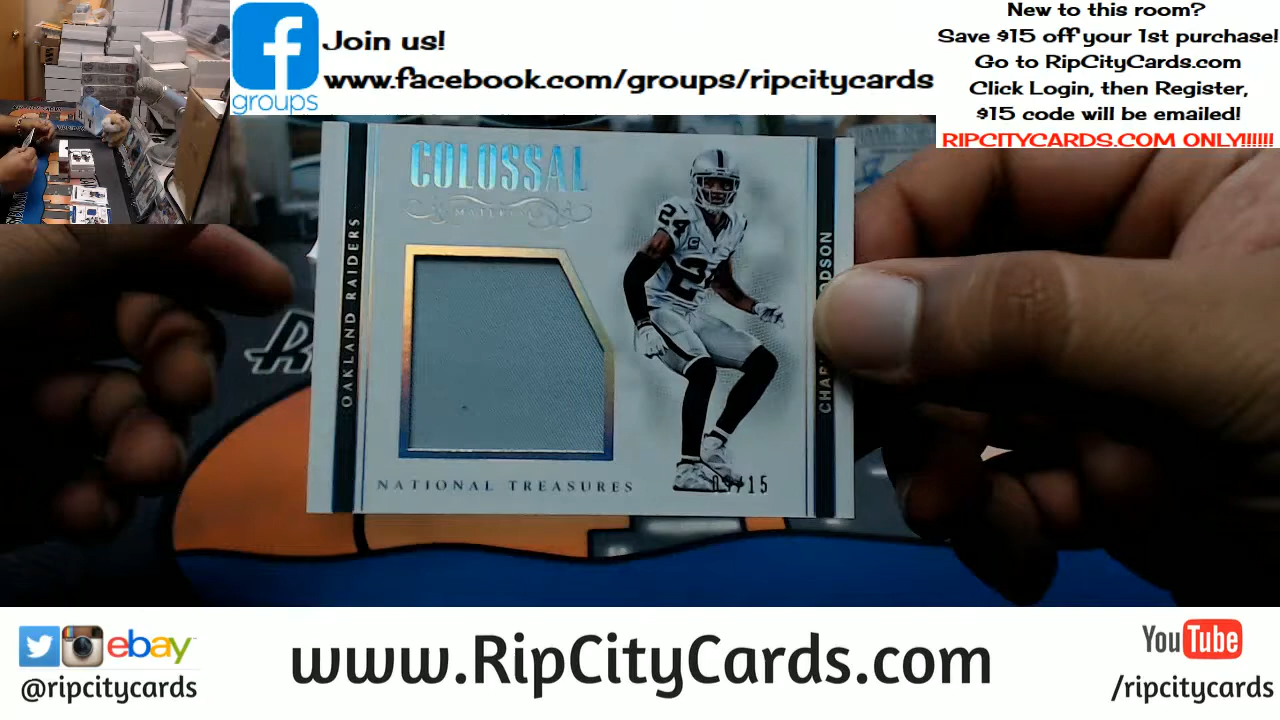 groups
Join us!
www.facebook.com/groups/ripcitycards
New to this room?
Save $15 off your 1st purchase!
Go to RipCityCards.com
Click Login, then Register,
$15 code will be emailed!
RIPCITYCARDS.COM ONLY!!!!!!
COLOSSAL
OAKLAND RAIDERS
24
NATIONAL TREASURES
09/15
ebay
@ripcitycards
www.RipCityCards.com
YouTube
/ripcitycards